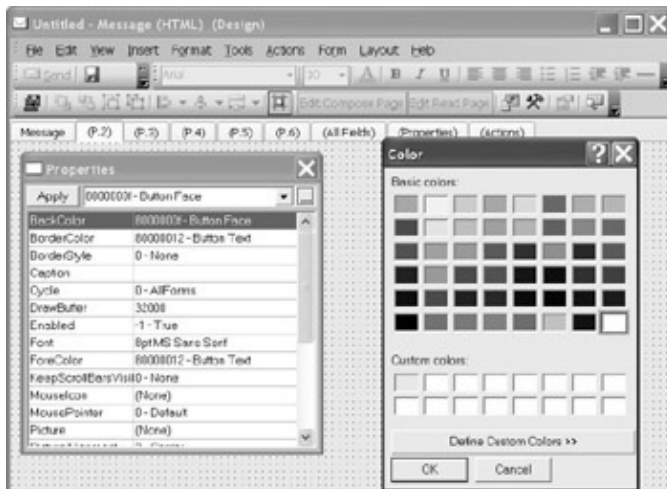 Untitled - Message (HTML) (Design)
File Edit View Insert Format Tools Actions Form Layout Help
Send Arial 10 A B I U
Edit Compose Page Edit Read Page
Message (P.2) (P.3) (P.4) (P.5) (P.6) (All Fields) (Properties) (Actions)
Properties
Apply 8000000f - Button Face
BackColor 8000000f - Button Face
BorderColor 80000012 - Button Text
BorderStyle 0 - None
Caption
Cycle 0 - AllForms
DrawBuffer 32000
Enabled -1 - True
Font 8pt MS Sans Serif
ForeColor 80000012 - Button Text
KeepScrollBarsVisi 0 - None
MouseIcon (None)
MousePointer 0 - Default
Picture (None)
Color
Basic colors:
Custom colors:
Define Custom Colors >>
OK Cancel